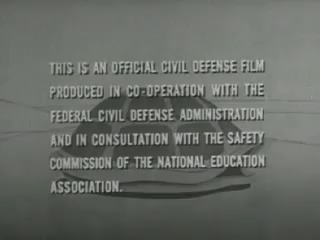 THIS IS AN OFFICIAL CIVIL DEFENSE FILM
PRODUCED IN CO-OPERATION WITH THE
FEDERAL CIVIL DEFENSE ADMINISTRATION
AND IN CONSULTATION WITH THE SAFETY
COMMISSION OF THE NATIONAL EDUCATION
ASSOCIATION.